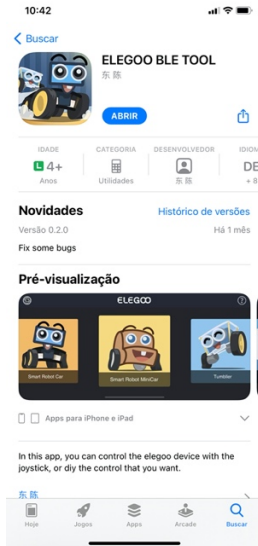 10:42
Buscar
ELEGOO BLE TOOL
东 陈
ABRIR
IDADE
L 4+
Anos
CATEGORIA
Utilidades
DESENVOLVEDOR
东 陈
IDIOM
DE
+ 8
Novidades
Histórico de versões
Versão 0.2.0
Há 1 mês
Fix some bugs
Pré-visualização
ELEGOO
Smart Robot Car
Smart Robot MiniCar
Tumbler
Apps para iPhone e iPad
In this app, you can control the elegoo device with the
joystick, or diy the control that you want.
东 陈
Hoje
Jogos
Apps
Arcade
Buscar